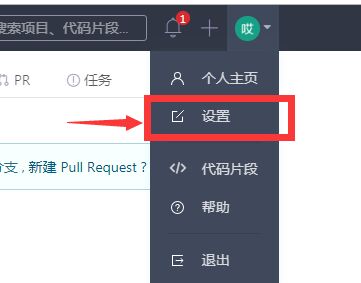 搜索项目、代码片段...
1
哎
PR
任务
个人主页
设置
分支 , 新建 Pull Request ?
代码片段
帮助
退出